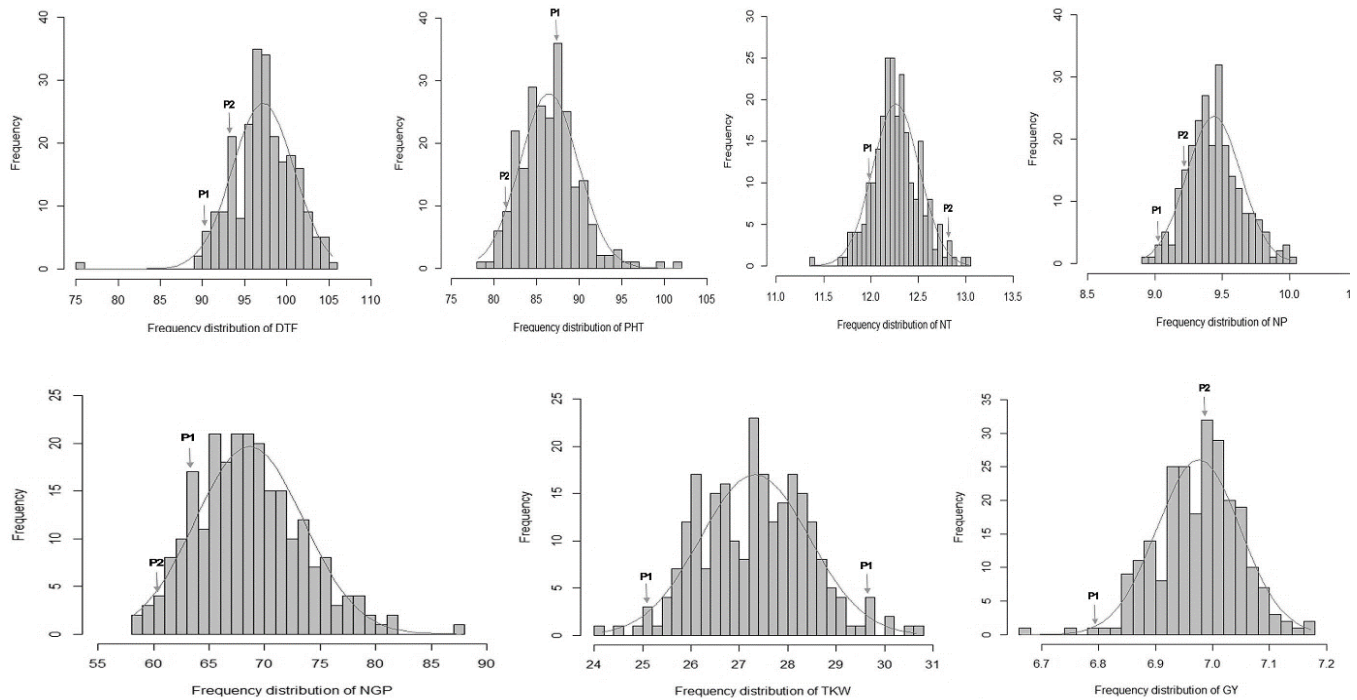 40
30
20
10
0
Frequency
P1
P2
75 80 85 90 95 100 110
Frequency distribution of DTF
40
30
20
10
0
Frequency
P2
P1
75 80 85 90 95 100 105
Frequency distribution of PHT
30
25
20
15
10
5
0
Frequency
P1
P2
11.0 11.5 12.0 12.5 13.0 13.5
Frequency distribution of NT
40
30
20
10
0
Frequency
P1
P2
8.5 9.0 9.5 10.0
Frequency distribution of NP
25
20
15
10
5
0
Frequency
P2
P1
55 60 65 70 75 80 85 90
Frequency distribution of NGP
25
20
15
10
5
0
Frequency
P1
P1
24 25 26 27 28 29 30 31
Frequency distribution of TKW
35
30
25
20
15
10
5
0
Frequency
P1
P2
6.7 6.8 6.9 7.0 7.1 7.2
Frequency distribution of GY